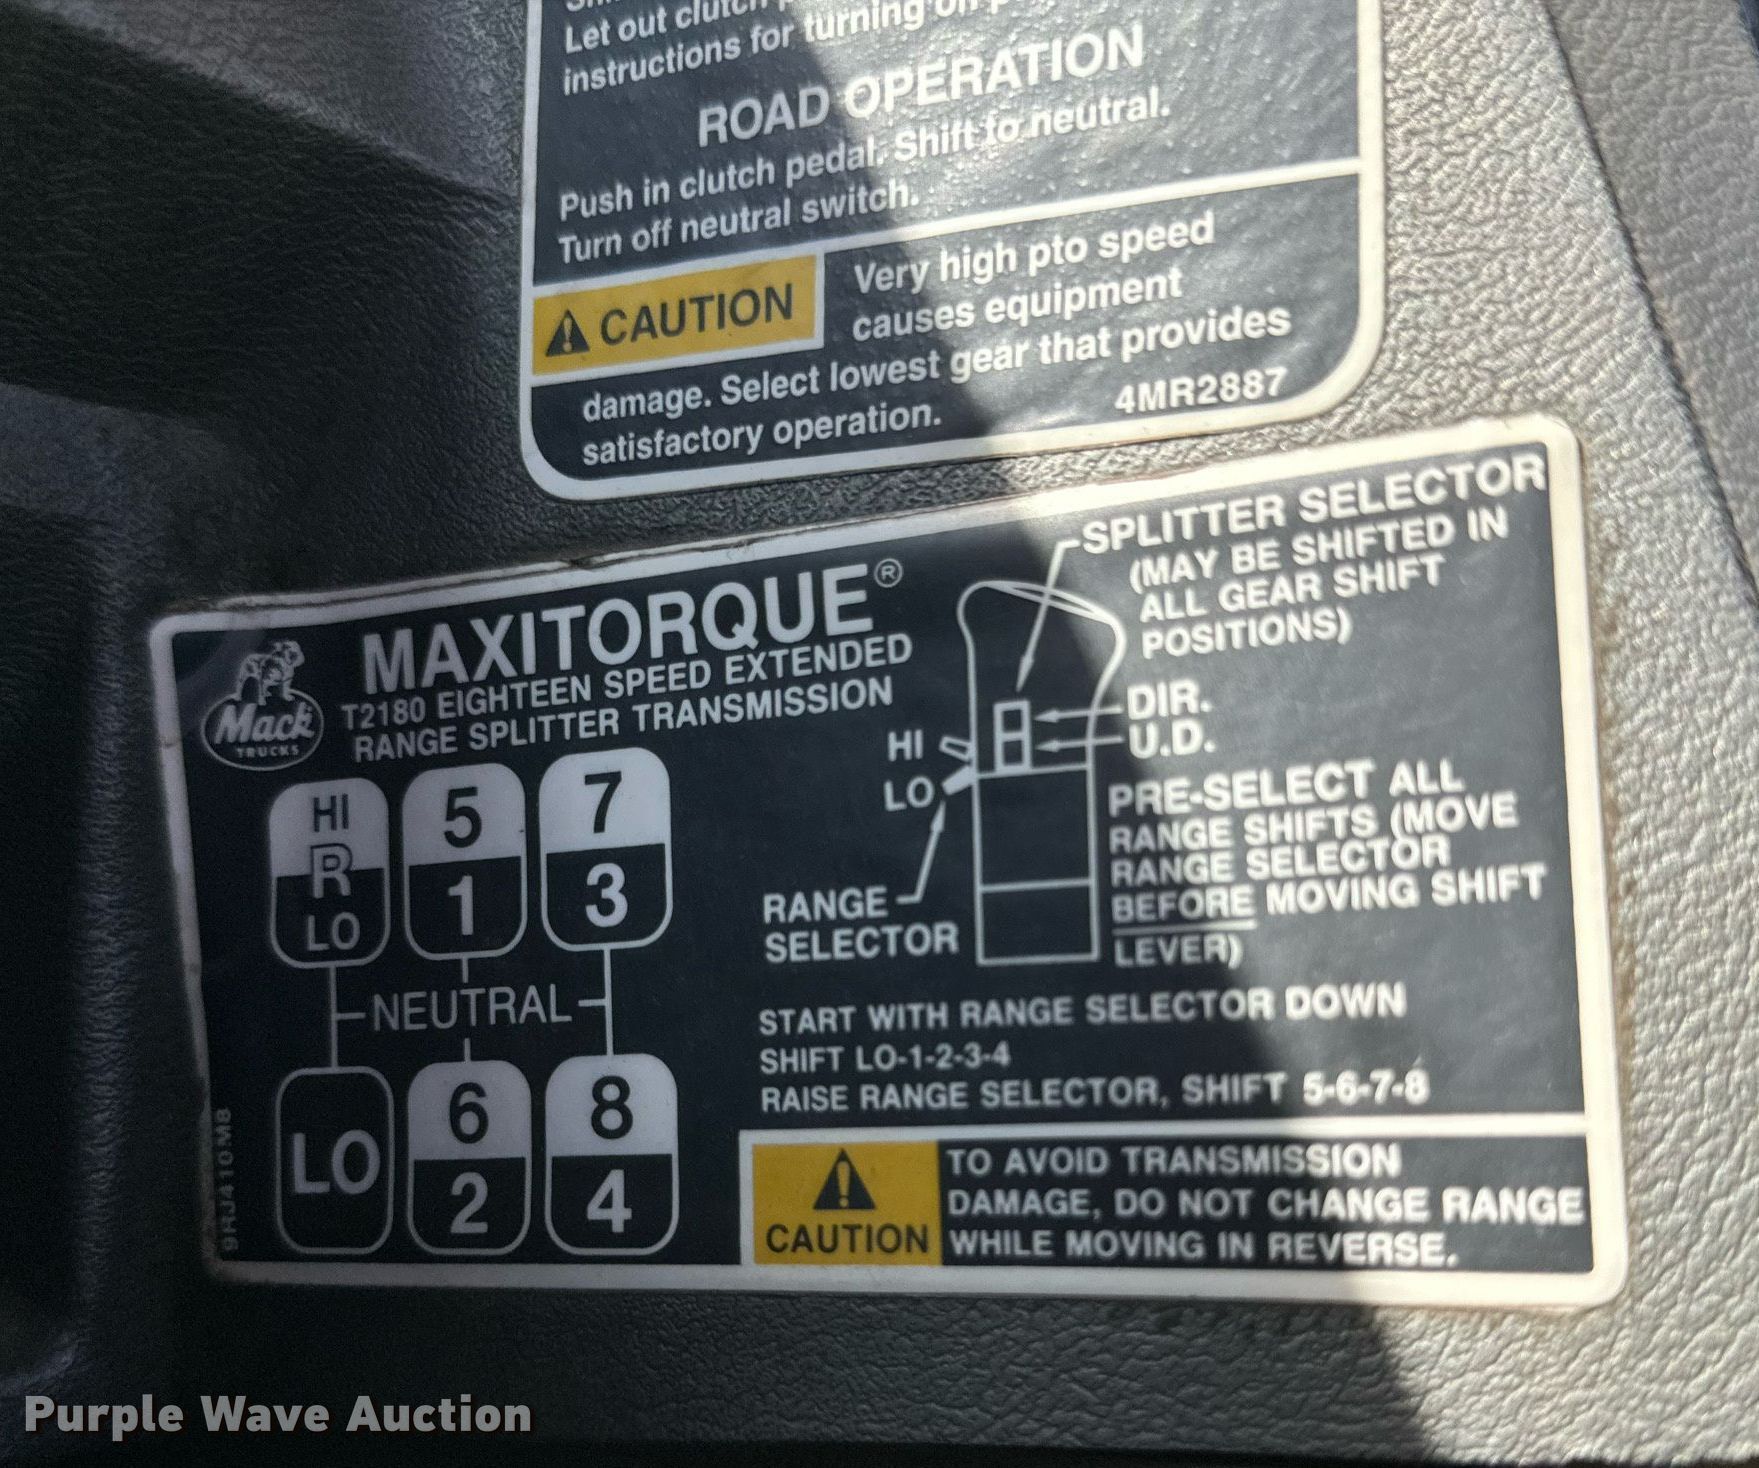 Let out clutch
instructions for turning off
ROAD OPERATION
Push in clutch pedal. Shift to neutral.
Turn off neutral switch.
CAUTION
Very high pto speed
causes equipment
damage. Select lowest gear that provides
satisfactory operation.
4MR2887
MAXITORQUE®
T2180 EIGHTEEN SPEED EXTENDED
RANGE SPLITTER TRANSMISSION
Mack
TRUCKS
HI
R
LO
5
1
7
3
NEUTRAL
LO
6
2
8
4
9RJ410M8
SPLITTER SELECTOR
(MAY BE SHIFTED IN
ALL GEAR SHIFT
POSITIONS)
DIR.
U.D.
HI
LO
RANGE
SELECTOR
PRE-SELECT ALL
RANGE SHIFTS (MOVE
RANGE SELECTOR
BEFORE MOVING SHIFT
LEVER)
START WITH RANGE SELECTOR DOWN
SHIFT LO-1-2-3-4
RAISE RANGE SELECTOR, SHIFT 5-6-7-8
CAUTION
TO AVOID TRANSMISSION
DAMAGE, DO NOT CHANGE RANGE
WHILE MOVING IN REVERSE.
Purple Wave Auction